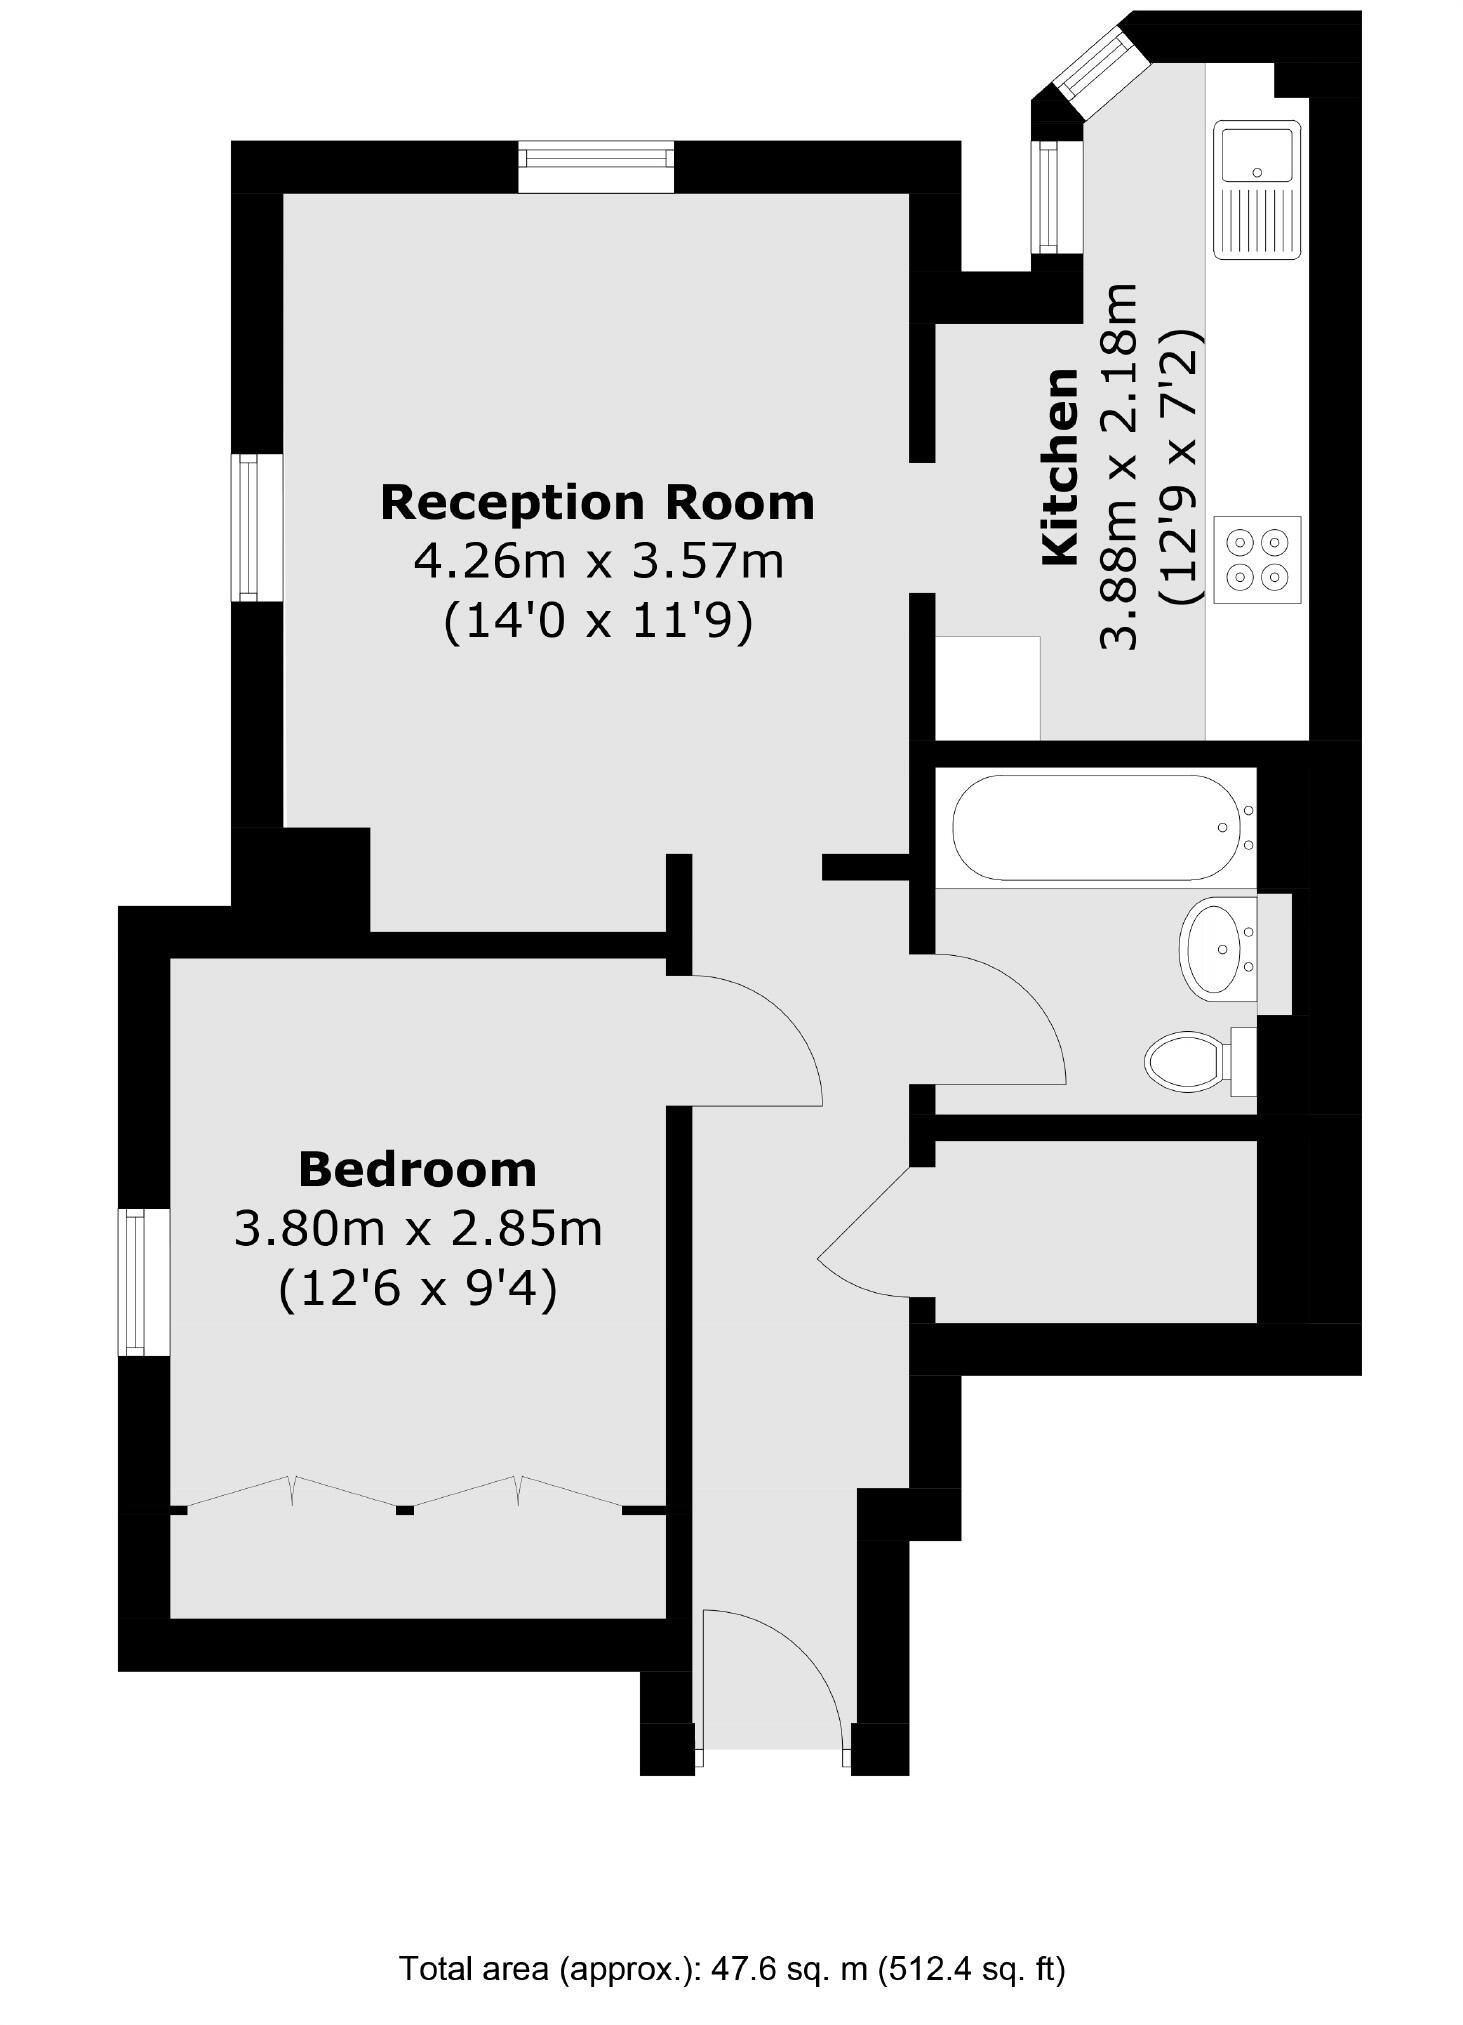 Kitchen
3.88m x 2.18m
(12'9 x 7'2)
Reception Room
4.26m x 3.57m
(14'0 x 11'9)
Bedroom
3.80m x 2.85m
(12'6 x 9'4)
Total area (approx.): 47.6 sq. m (512.4 sq. ft)